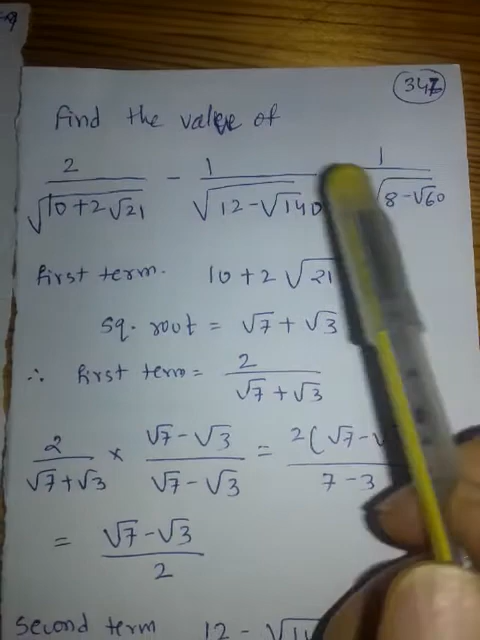 347
Find the value of
2/√(10+2√21) - 1/√(12-√140) 1/√(8-√60)
First term. 10+2√21
Sq. root = √7+√3
∴ First term = 2/(√7+√3)
2/(√7+√3) × (√7-√3)/(√7-√3) = 2(√7-√/(7-3)
= (√7-√3)/2
Second term 12-√14